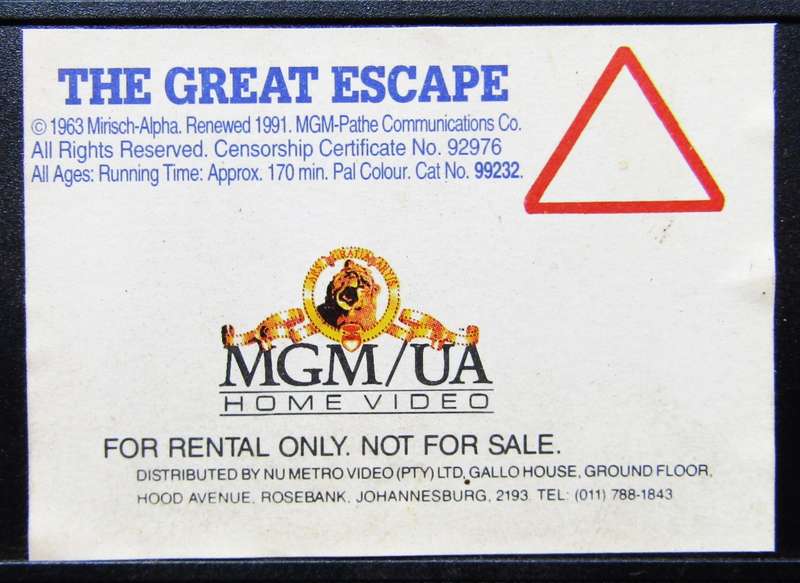 THE GREAT ESCAPE
© 1963 Mirisch-Alpha. Renewed 1991. MGM-Pathe Communications Co.
All Rights Reserved. Censorship Certificate No. 92976
All Ages: Running Time: Approx. 170 min. Pal Colour. Cat No. 99232.
MGM/UA
HOME VIDEO
FOR RENTAL ONLY. NOT FOR SALE.
DISTRIBUTED BY NU METRO VIDEO (PTY) LTD, GALLO HOUSE, GROUND FLOOR,
HOOD AVENUE, ROSEBANK, JOHANNESBURG, 2193. TEL: (011) 788-1843